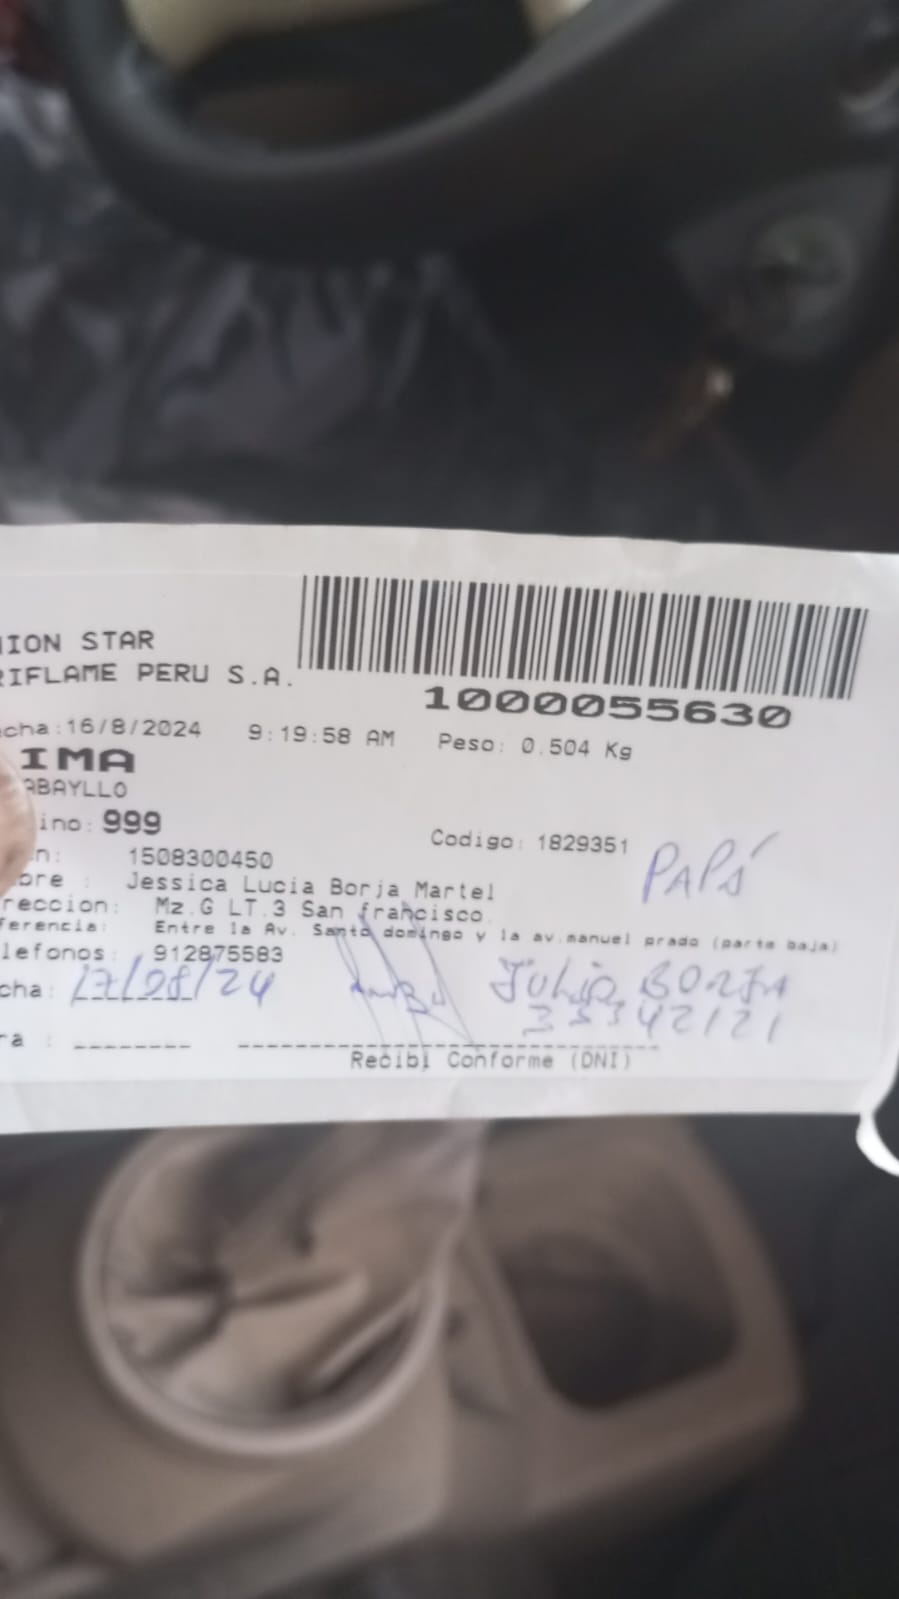 NION STAR
RIFLAME PERU S.A.
1000055630
cha:16/8/2024 9:19:58 AM Peso: 0.504 Kg
IMA
ABAYLLO
ino: 999
Codigo: 1829351
PAPÁ
n: 1508300450
bre : Jessica Lucia Borja Martel
reccion: Mz.G LT.3 San francisco
ferencia: Entre la Av. Santo domingo y la av.manuel prado (parte baja)
lefonos: 912875583
cha: 17/08/24
Julio BORJA
ra :
Recibi Conforme (DNI)